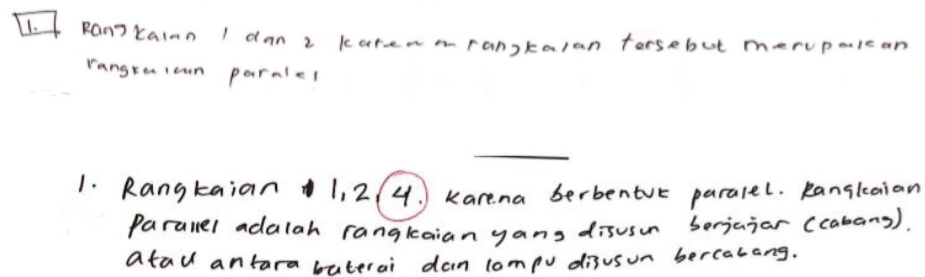 1. Rangkaian 1 dan 2 karena rangkaian tersebut merupakan
rangkaian paralel
1. Rangkaian 1,2,4. karena berbentuk paralel. Rangkaian
Paralel adalah rangkaian yang disusun berjajar (cabang).
atau antara baterai dan lampu disusun bercabang.